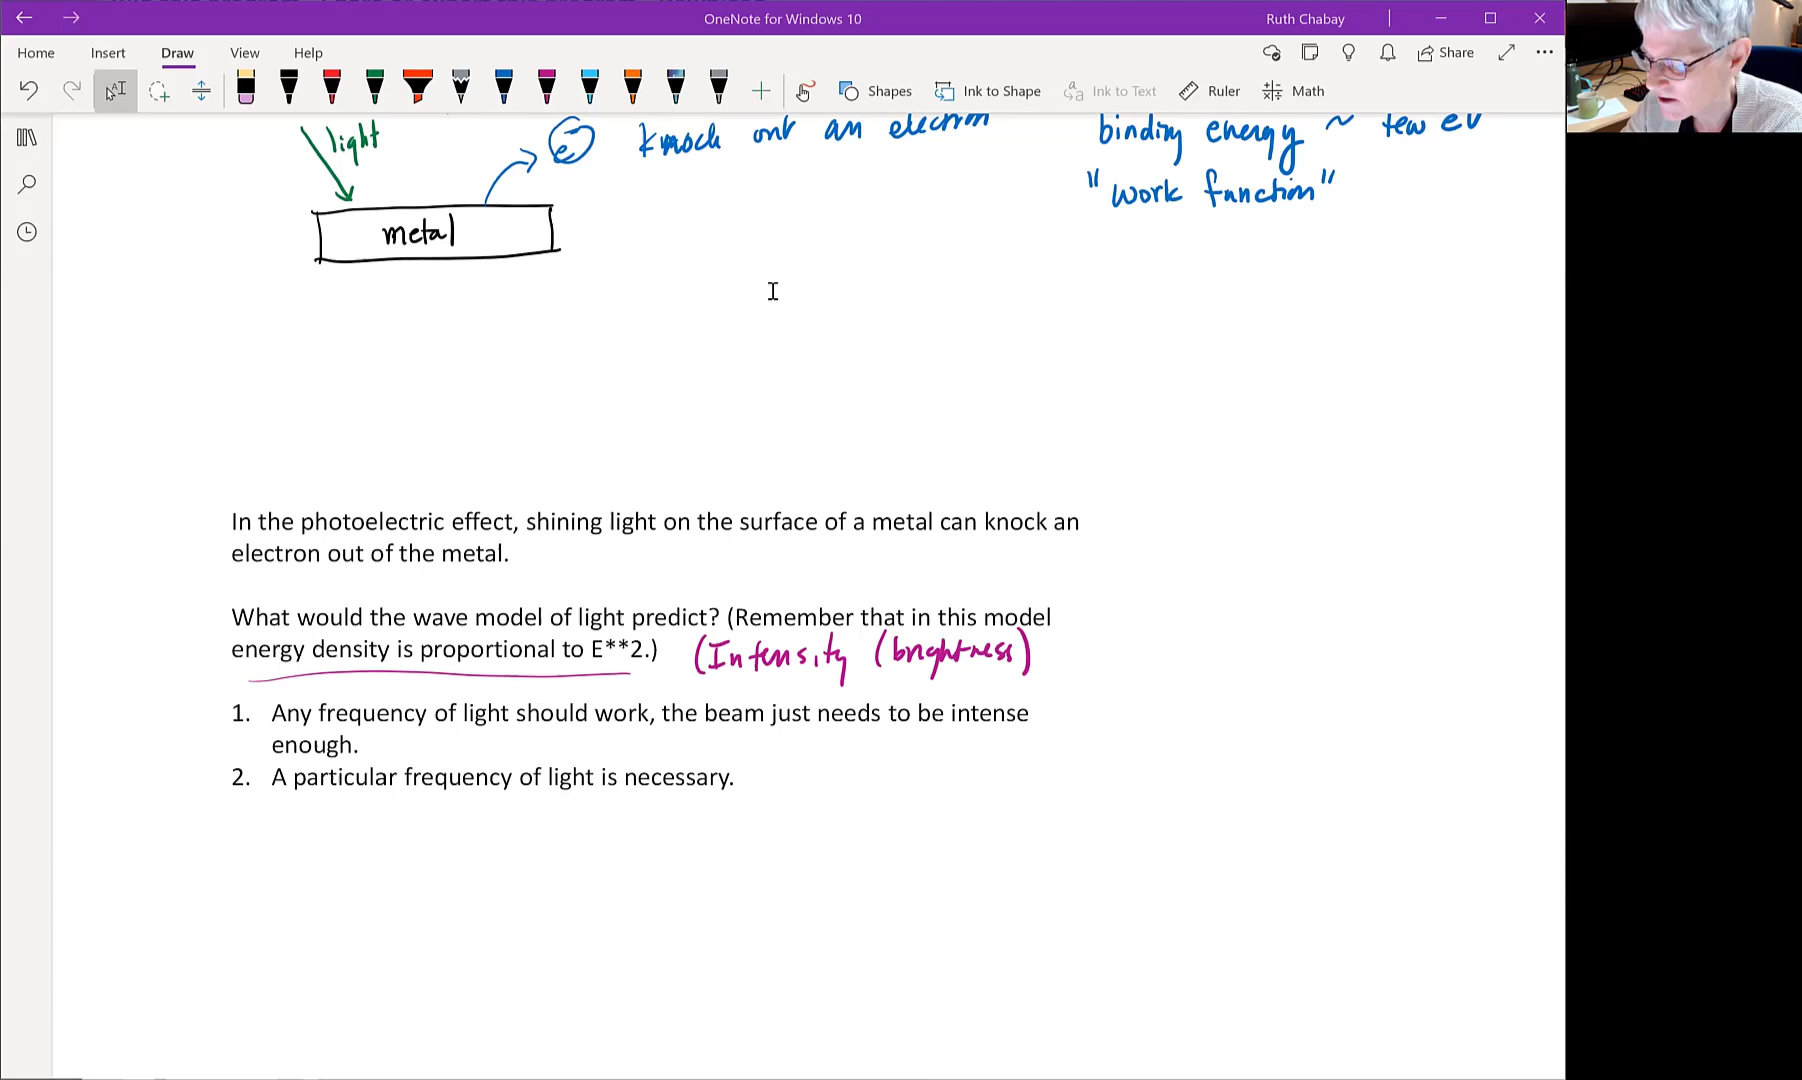 OneNote for Windows 10
Ruth Chabay
Home Insert Draw View Help
Share
Shapes Ink to Shape Ink to Text Ruler Math
light
e-
knock out an electron
binding energy ~ few eV
"work function"
metal
In the photoelectric effect, shining light on the surface of a metal can knock an
electron out of the metal.
What would the wave model of light predict? (Remember that in this model
energy density is proportional to E**2.)
(Intensity (brightness)
1. Any frequency of light should work, the beam just needs to be intense
enough.
2. A particular frequency of light is necessary.